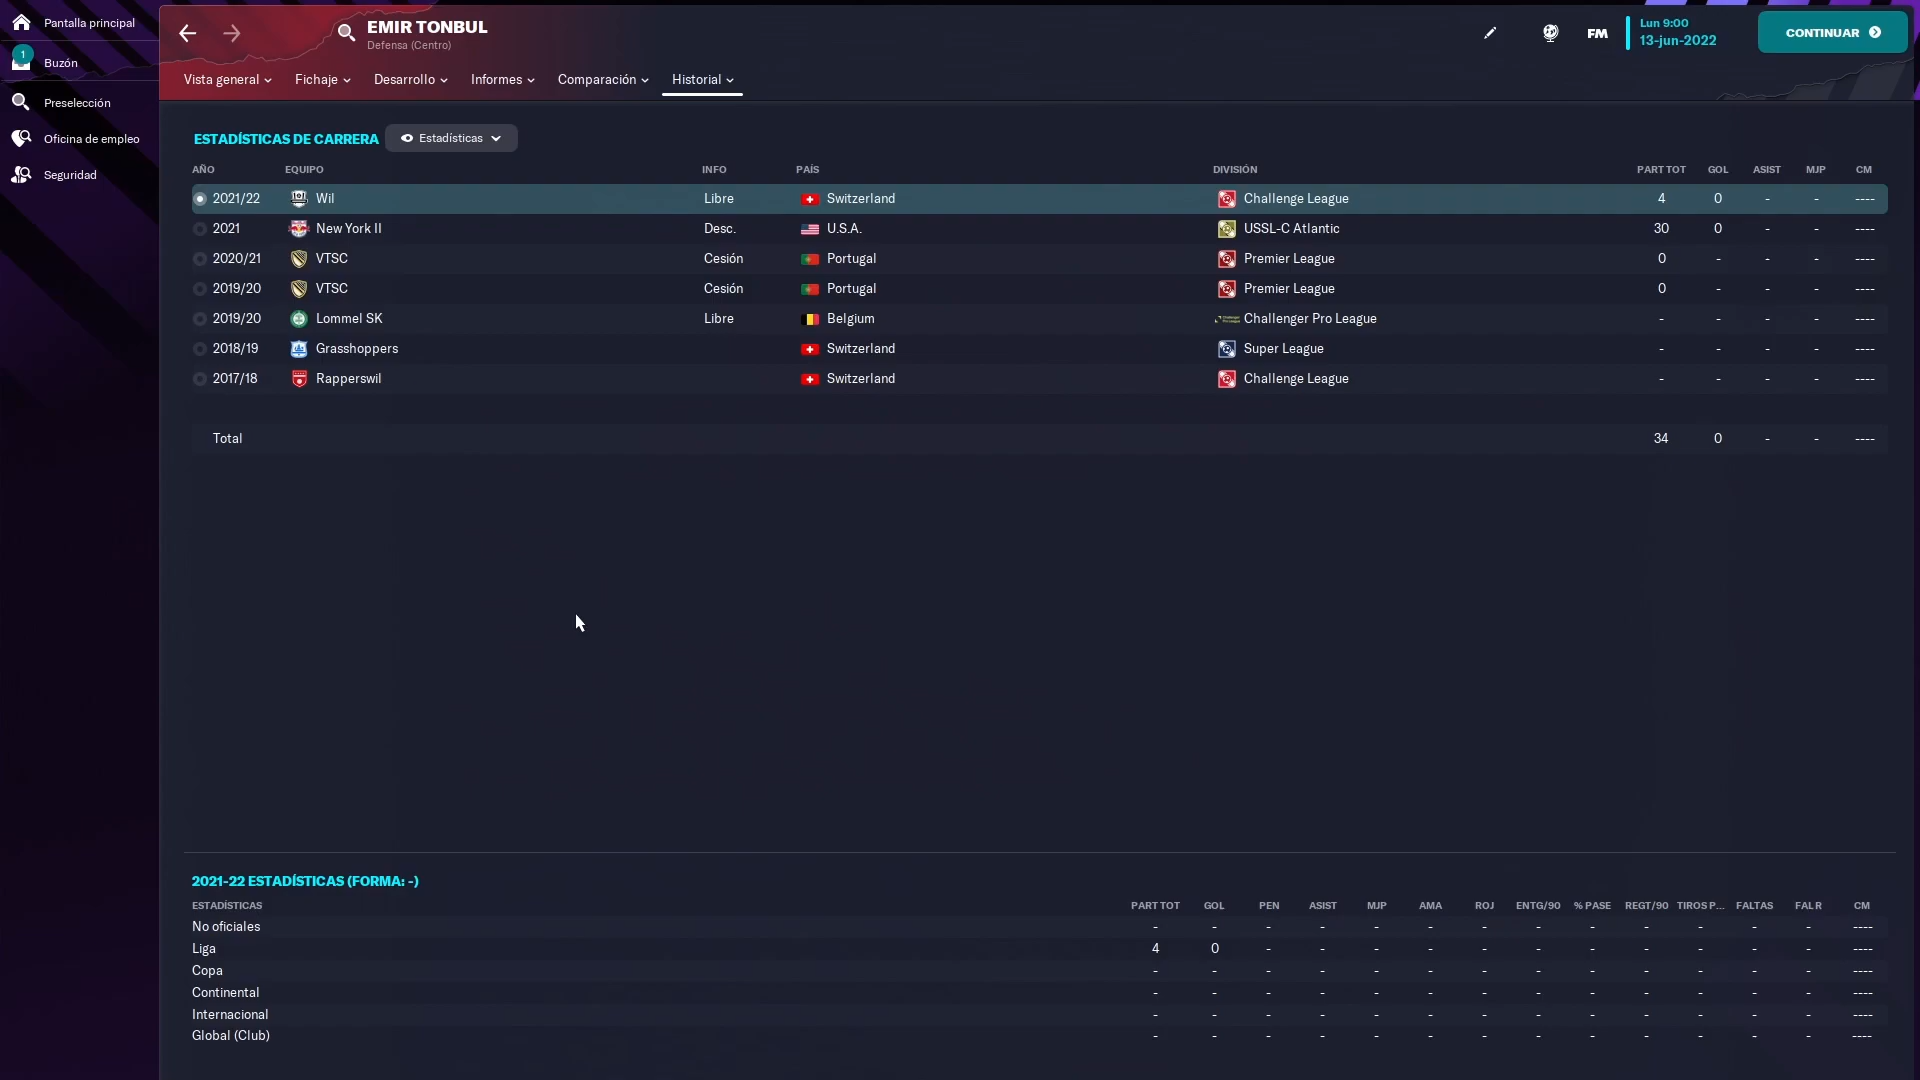 Pantalla principal
1
Buzón
Preselección
Oficina de empleo
Seguridad
EMIR TONBUL
Defensa (Centro)
FM
Lun 9:00
13-jun-2022
CONTINUAR
Vista general Fichaje Desarrollo Informes Comparación Historial
ESTADÍSTICAS DE CARRERA Estadísticas
AÑO EQUIPO INFO PAÍS DIVISIÓN PART TOT GOL ASIST MJP CM
2021/22 Wil Libre Switzerland Challenge League 4 0 - - ----
2021 New York II Desc. U.S.A. USSL-C Atlantic 30 0 - - ----
2020/21 VTSC Cesión Portugal Premier League 0 - - - ----
2019/20 VTSC Cesión Portugal Premier League 0 - - - ----
2019/20 Lommel SK Libre Belgium Challenger Pro League - - - - ----
2018/19 Grasshoppers Switzerland Super League - - - - ----
2017/18 Rapperswil Switzerland Challenge League - - - - ----
Total 34 0 - - ----
2021-22 ESTADÍSTICAS (FORMA: -)
ESTADÍSTICAS PART TOT GOL PEN ASIST MJP AMA ROJ ENTG/90 % PASE REGT/90 TIROS P... FALTAS FAL R CM
No oficiales - - - - - - - - - - - - - ----
Liga 4 0 - - - - - - - - - - - ----
Copa - - - - - - - - - - - - - ----
Continental - - - - - - - - - - - - - ----
Internacional - - - - - - - - - - - - - ----
Global (Club) - - - - - - - - - - - - - ----